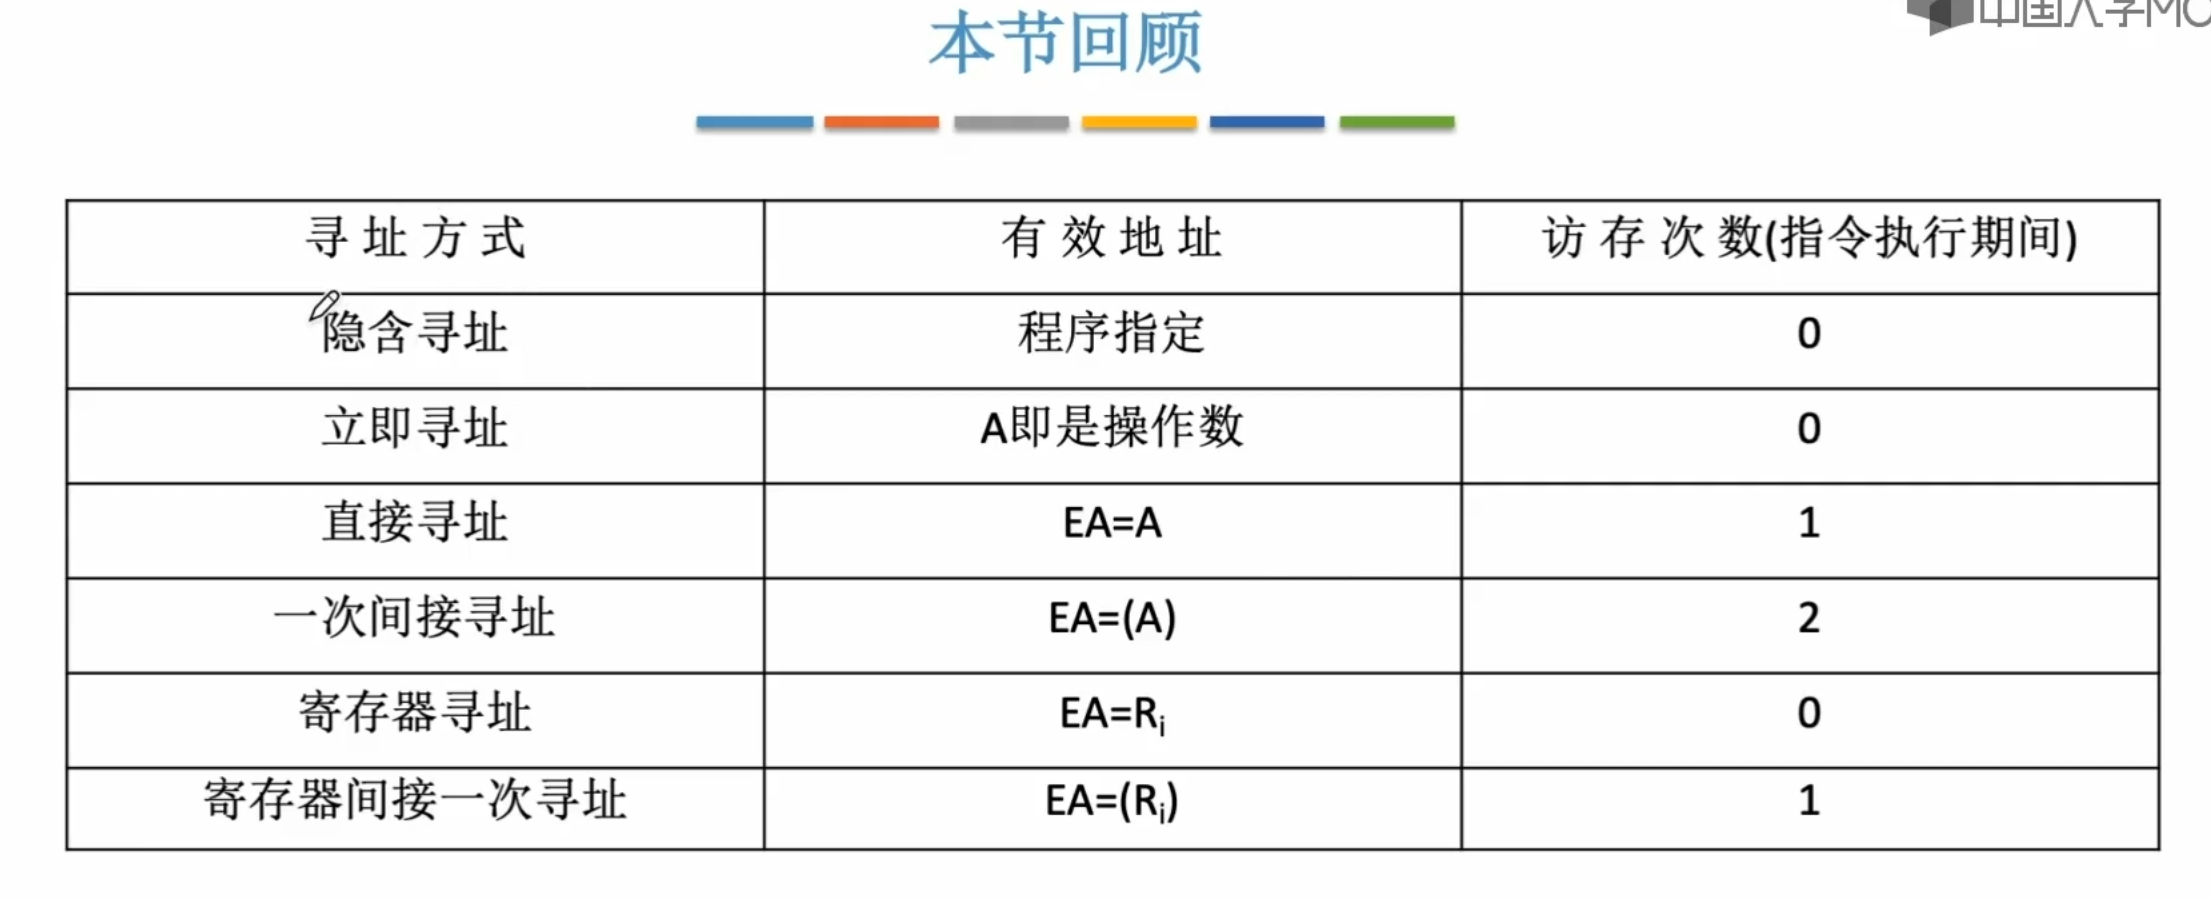 中国大学MO
本节回顾
寻址方式 有效地址 访存次数(指令执行期间)
隐含寻址 程序指定 0
立即寻址 A即是操作数 0
直接寻址 EA=A 1
一次间接寻址 EA=(A) 2
寄存器寻址 EA=Ri 0
寄存器间接一次寻址 EA=(Ri) 1